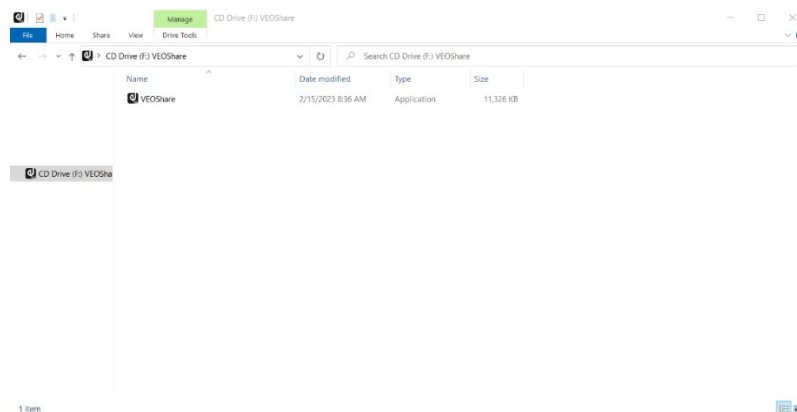 Manage CD Drive (F:) VEOShare
File Home Share View Drive Tools
CD Drive (F:) VEOShare Search CD Drive (F:) VEOShare
Name Date modified Type Size
VEOShare 2/15/2023 8:36 AM Application 11,326 KB
CD Drive (F:) VEOSha
1 item